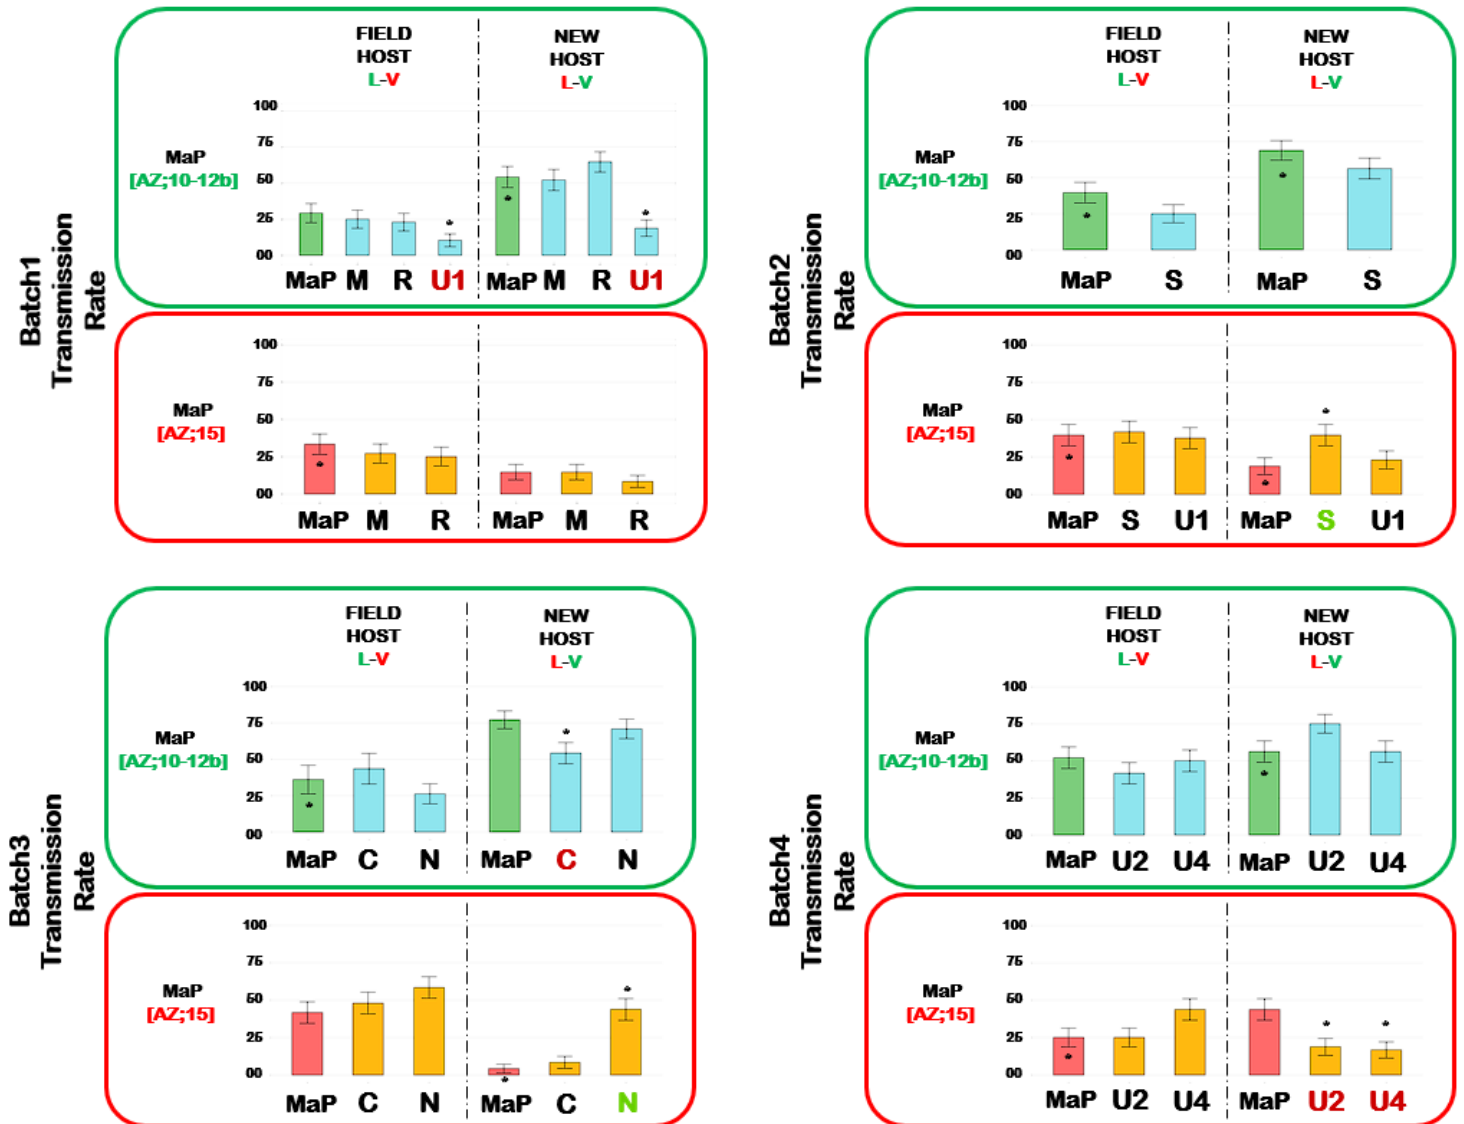 Batch1
Transmission
Rate
FIELD
HOST
L-V
NEW
HOST
L-V
MaP
[AZ;10-12b]
100
75
50
25
00
MaP M R U1 MaP M R U1
* * * *
MaP
[AZ;15]
100
75
50
25
00
*
MaP M R MaP M R
Batch2
Transmission
Rate
FIELD
HOST
L-V
NEW
HOST
L-V
MaP
[AZ;10-12b]
100
75
50
25
00
* *
MaP S MaP S
MaP
[AZ;15]
100
75
50
25
00
* * *
MaP S U1 MaP S U1
Batch3
Transmission
Rate
FIELD
HOST
L-V
NEW
HOST
L-V
MaP
[AZ;10-12b]
100
75
50
25
00
* *
MaP C N MaP C N
MaP
[AZ;15]
100
75
50
25
00
* *
MaP C N MaP C N
Batch4
Transmission
Rate
FIELD
HOST
L-V
NEW
HOST
L-V
MaP
[AZ;10-12b]
100
75
50
25
00
*
MaP U2 U4 MaP U2 U4
MaP
[AZ;15]
100
75
50
25
00
* * *
MaP U2 U4 MaP U2 U4